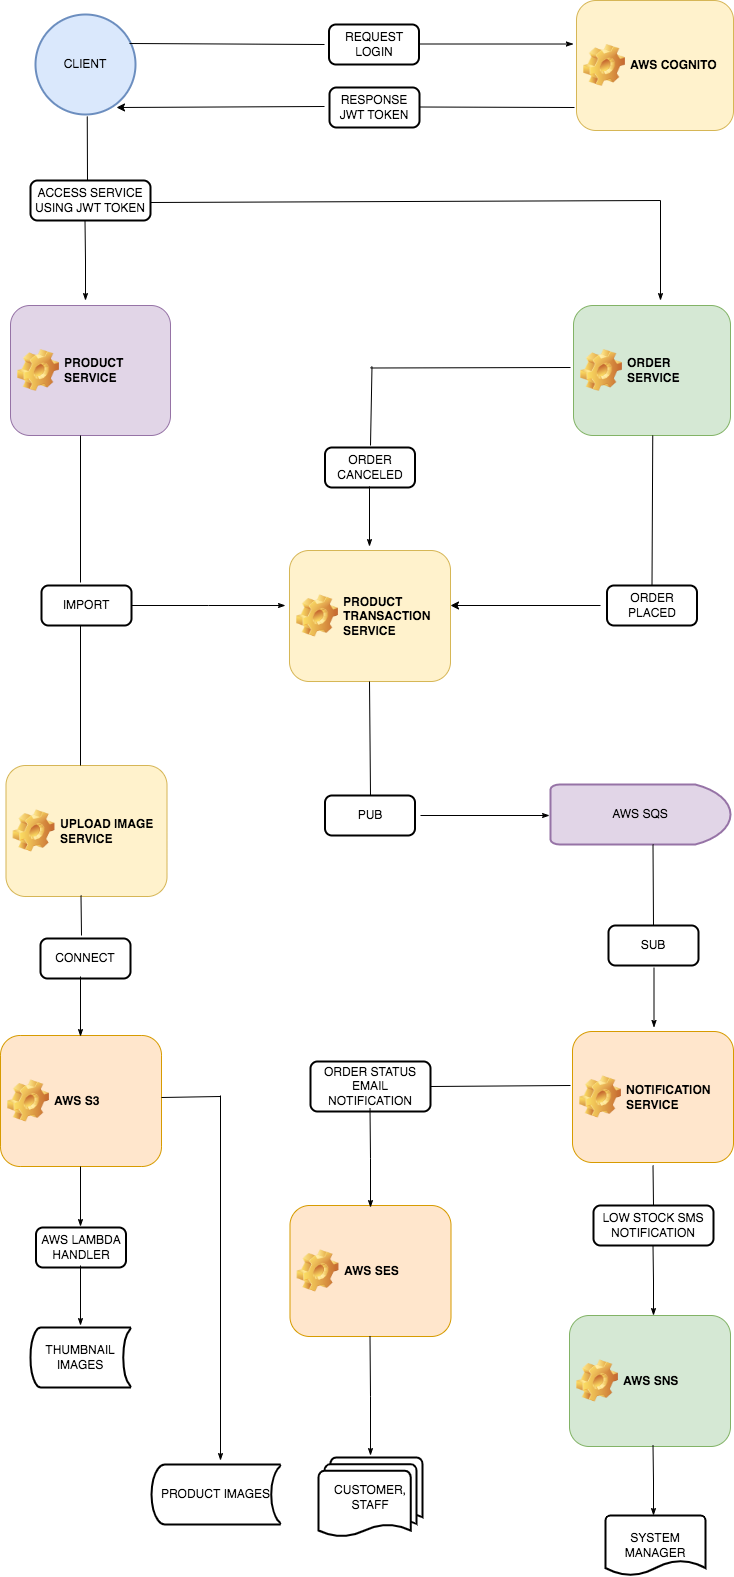 CLIENT
REQUEST
LOGIN
AWS COGNITO
RESPONSE
JWT TOKEN
ACCESS SERVICE
USING JWT TOKEN
PRODUCT
SERVICE
ORDER
SERVICE
ORDER
CANCELED
IMPORT
PRODUCT
TRANSACTION
SERVICE
ORDER
PLACED
UPLOAD IMAGE
SERVICE
PUB
AWS SQS
CONNECT
SUB
AWS S3
ORDER STATUS
EMAIL
NOTIFICATION
NOTIFICATION
SERVICE
AWS LAMBDA
HANDLER
LOW STOCK SMS
NOTIFICATION
AWS SES
THUMBNAIL
IMAGES
AWS SNS
PRODUCT IMAGES
CUSTOMER,
STAFF
SYSTEM
MANAGER